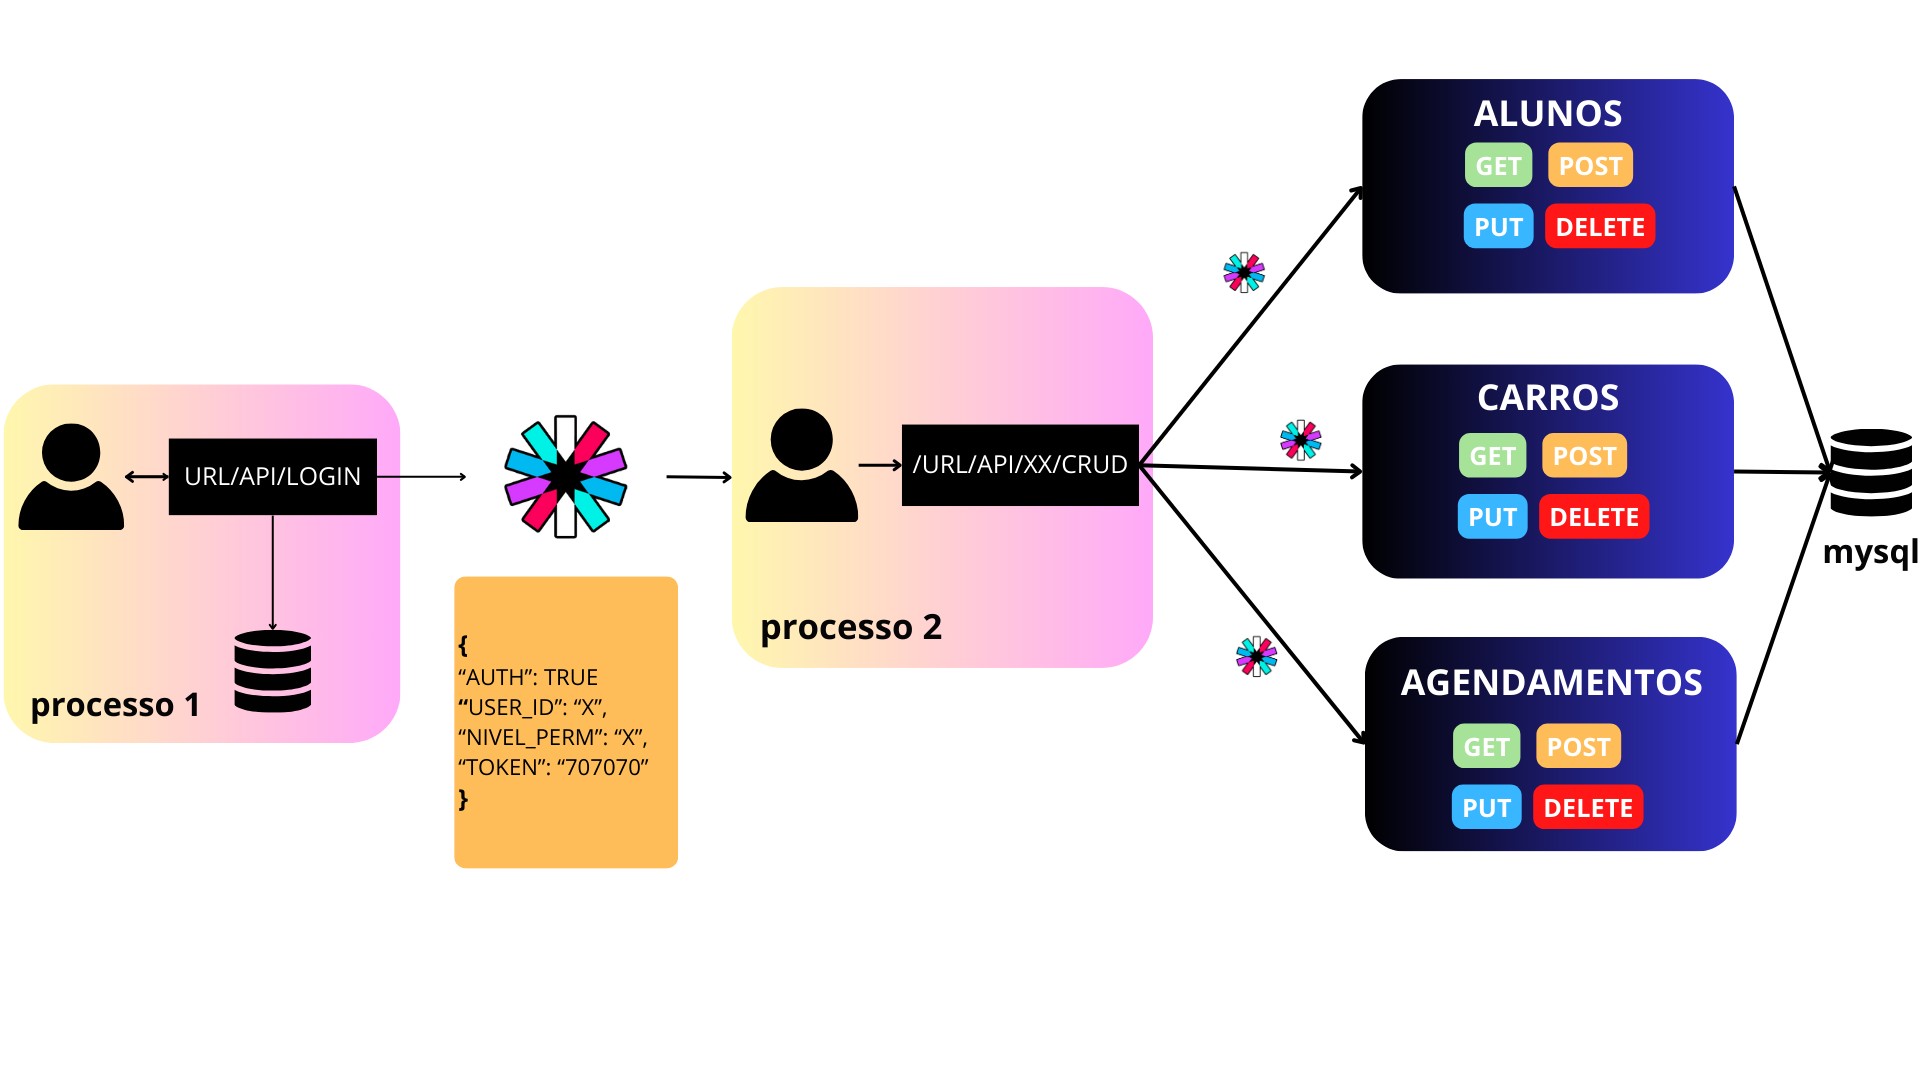 URL/API/LOGIN
processo 1
{
“AUTH”: TRUE
“USER_ID”: “X”,
“NIVEL_PERM”: “X”,
“TOKEN”: “707070”
}
/URL/API/XX/CRUD
processo 2
ALUNOS
GET POST
PUT DELETE
CARROS
GET POST
PUT DELETE
AGENDAMENTOS
GET POST
PUT DELETE
mysql